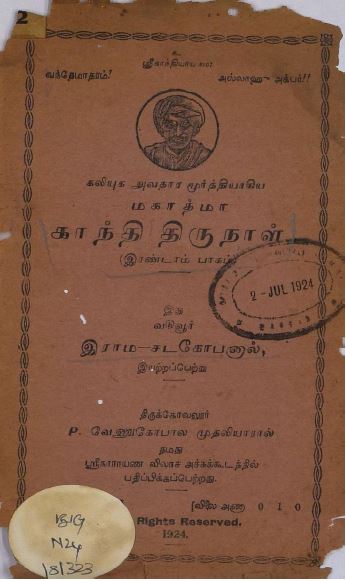 2
ஸ்ரீகாந்தியாய நம:
வந்தேமாதரம்! அல்லாஹு அக்பர்!!
கலியுக அவதார மூர்த்தியாகிய
மகாத்மா
காந்தி திருநாள்.
(இரண்டாம் பாகம்)
2-JUL 1924
இது
வடுவூர்
இராம-சடகோபனால்,
இயற்றப்பெற்று
திருக்கோவலூர்
P. வேணுகோபால முதலியாரால்
தமது
ஸ்ரீநாராயண விலாச அச்சுக்கூடத்தில்
பதிப்பிக்கப்பெற்றது.
[விலை அணா 0 1 0
Rights Reserved.
1924.
N24
181323